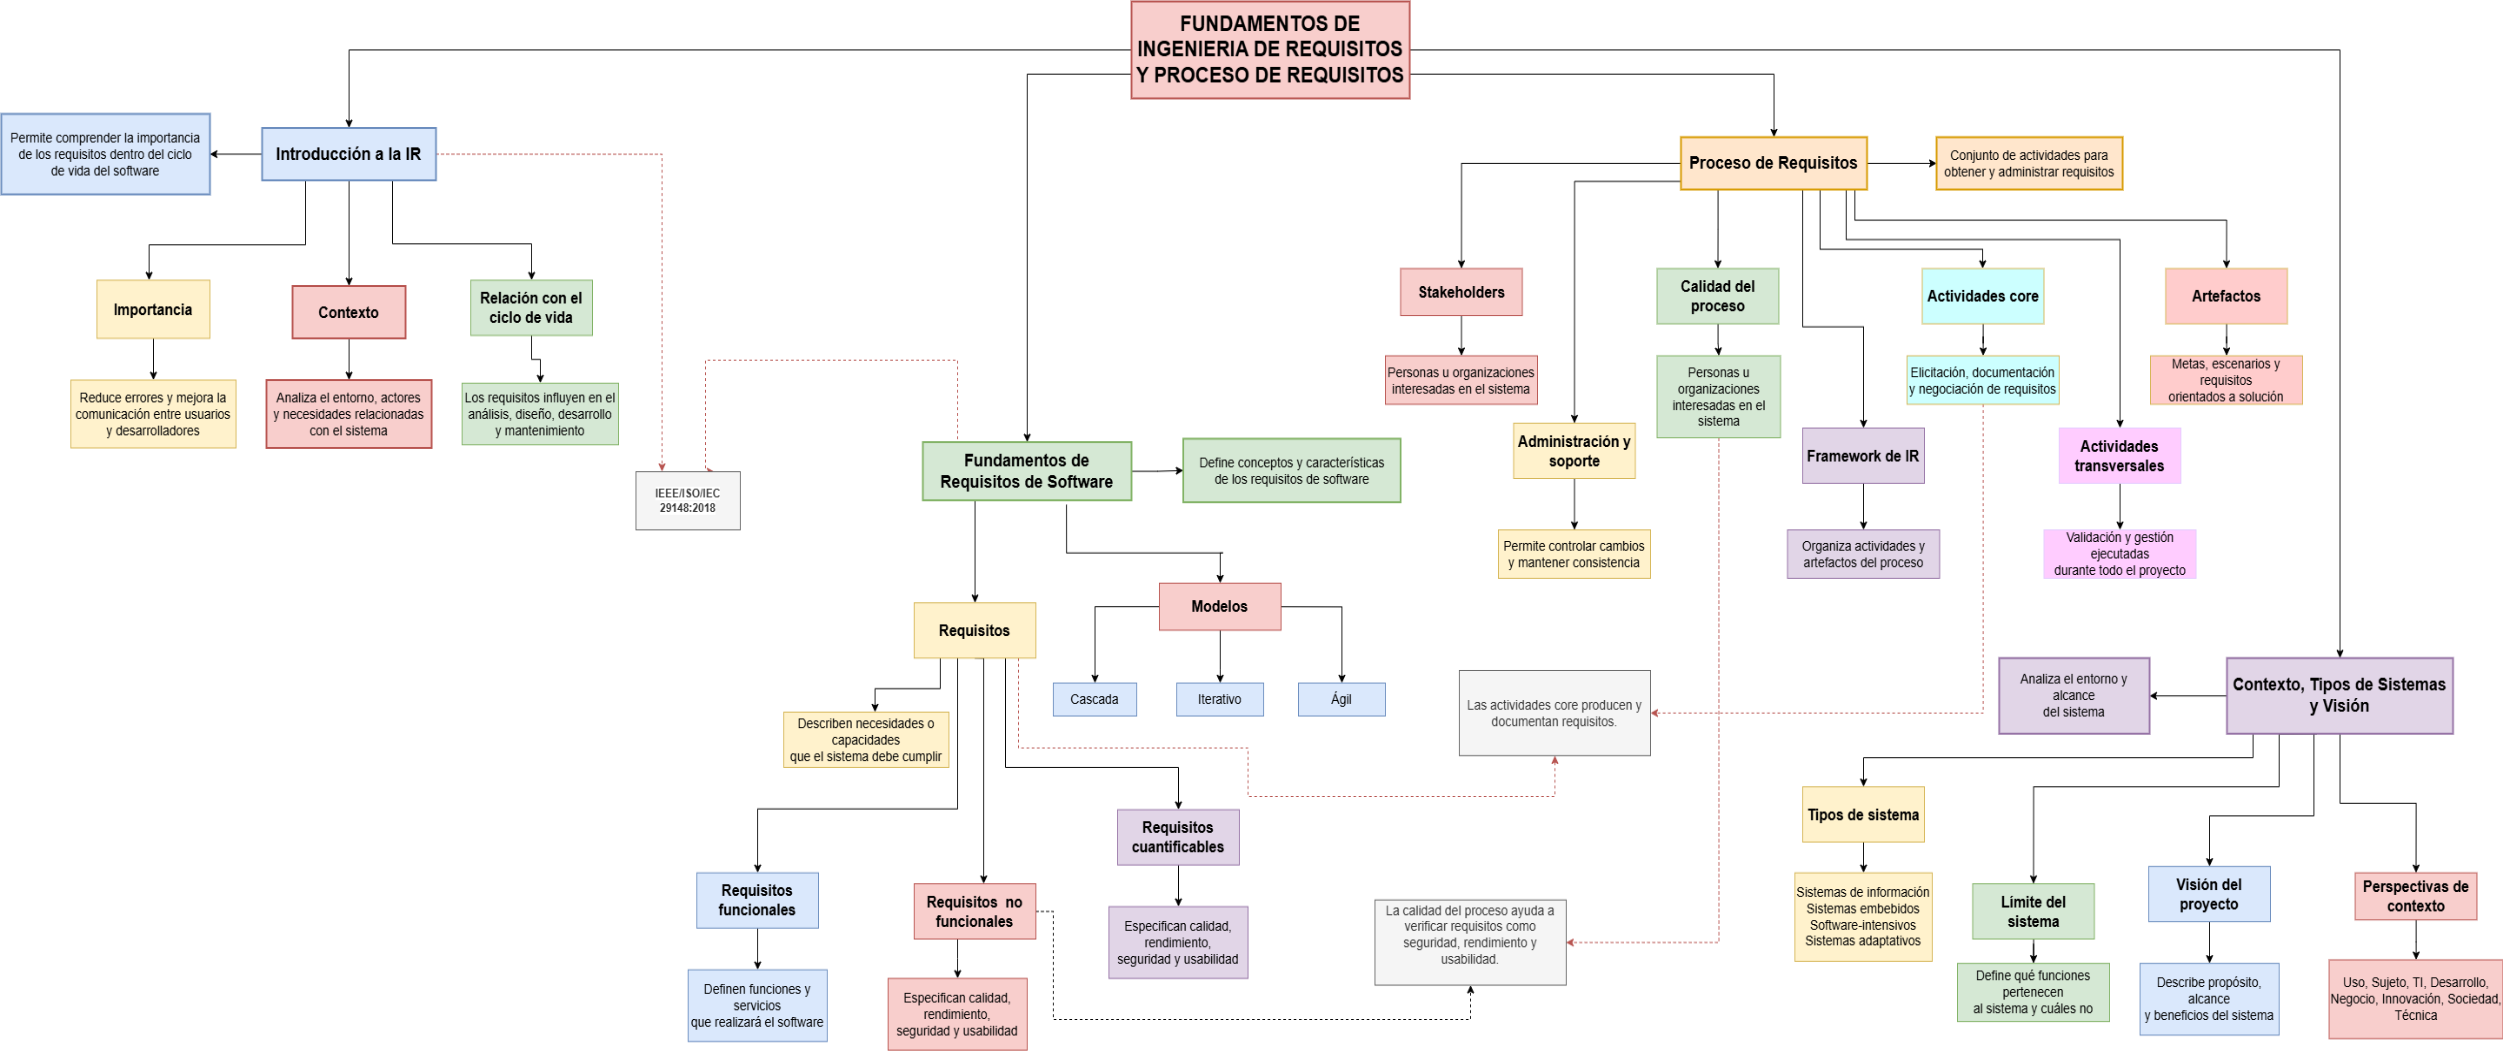 FUNDAMENTOS DE
INGENIERIA DE REQUISITOS
Y PROCESO DE REQUISITOS
Permite comprender la importancia
de los requisitos dentro del ciclo
de vida del software
Introducción a la IR
Importancia
Reduce errores y mejora la
comunicación entre usuarios
y desarrolladores
Contexto
Analiza el entorno, actores
y necesidades relacionadas
con el sistema
Relación con el
ciclo de vida
Los requisitos influyen en el
análisis, diseño, desarrollo
y mantenimiento
IEEE/ISO/IEC
29148:2018
Fundamentos de
Requisitos de Software
Define conceptos y características
de los requisitos de software
Requisitos
Describen necesidades o
capacidades
que el sistema debe cumplir
Modelos
Cascada
Iterativo
Ágil
Requisitos
funcionales
Definen funciones y
servicios
que realizará el software
Requisitos no
funcionales
Especifican calidad,
rendimiento,
seguridad y usabilidad
Requisitos
cuantificables
Especifican calidad,
rendimiento,
seguridad y usabilidad
Proceso de Requisitos
Conjunto de actividades para
obtener y administrar requisitos
Stakeholders
Personas u organizaciones
interesadas en el sistema
Administración y
soporte
Permite controlar cambios
y mantener consistencia
Calidad del
proceso
Personas u
organizaciones
interesadas en el
sistema
Framework de IR
Organiza actividades y
artefactos del proceso
Actividades core
Elicitación, documentación
y negociación de requisitos
Actividades
transversales
Validación y gestión
ejecutadas
durante todo el proyecto
Artefactos
Metas, escenarios y
requisitos
orientados a solución
Las actividades core producen y
documentan requisitos.
La calidad del proceso ayuda a
verificar requisitos como
seguridad, rendimiento y
usabilidad.
Analiza el entorno y
alcance
del sistema
Contexto, Tipos de Sistemas
y Visión
Tipos de sistema
Sistemas de información
Sistemas embebidos
Software-intensivos
Sistemas adaptativos
Límite del
sistema
Define qué funciones
pertenecen
al sistema y cuáles no
Visión del
proyecto
Describe propósito,
alcance
y beneficios del sistema
Perspectivas de
contexto
Uso, Sujeto, TI, Desarrollo,
Negocio, Innovación, Sociedad,
Técnica